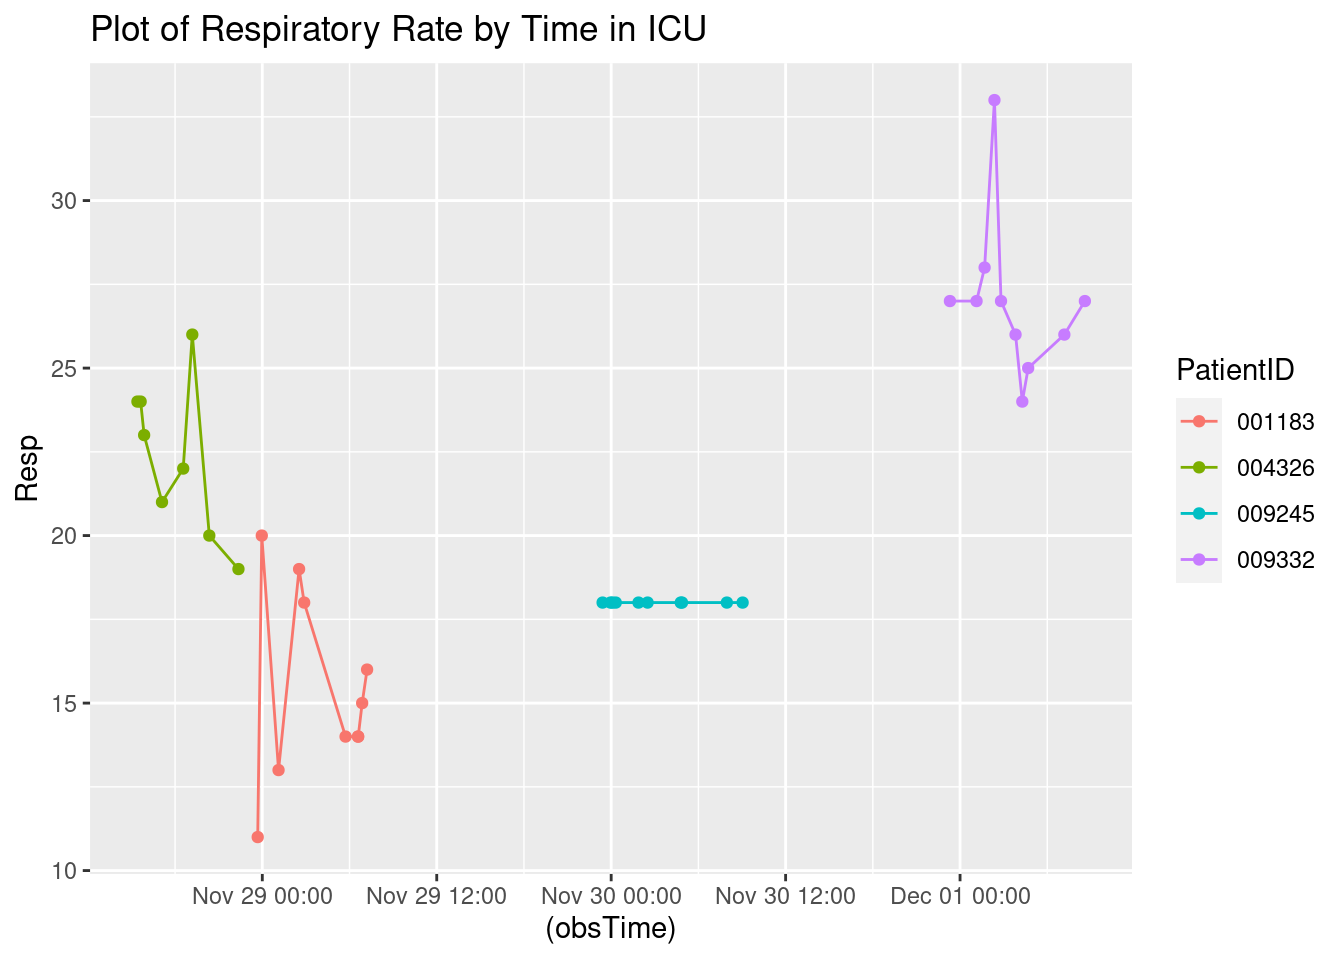 Plot of Respiratory Rate by Time in ICU
30
25
20
15
10
Resp
Nov 29 00:00
Nov 29 12:00
Nov 30 00:00
Nov 30 12:00
Dec 01 00:00
(obsTime)
PatientID
001183
004326
009245
009332